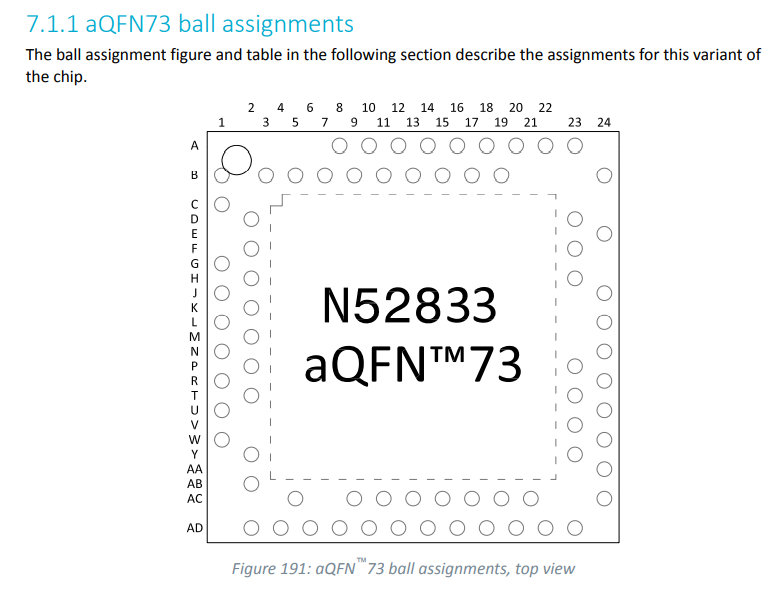 7.1.1 aQFN73 ball assignments
The ball assignment figure and table in the following section describe the assignments for this variant of
the chip.
2 4 6 8 10 12 14 16 18 20 22
1 3 5 7 9 11 13 15 17 19 21 23 24
A
B
C
D
E
F
G
H
J
K
L
M
N
P
R
T
U
V
W
Y
AA
AB
AC
AD
N52833
aQFN™73
Figure 191: aQFN™73 ball assignments, top view